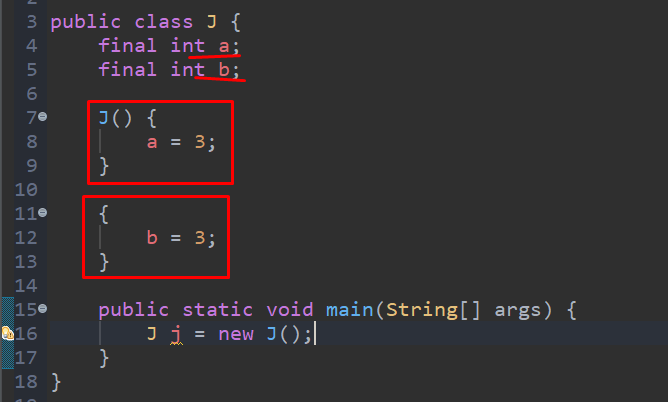 3 public class J {
4     final int a;
5     final int b;
6
7     J() {
8         a = 3;
9     }
10
11     {
12         b = 3;
13     }
14
15     public static void main(String[] args) {
16         J j = new J();
17     }
18 }